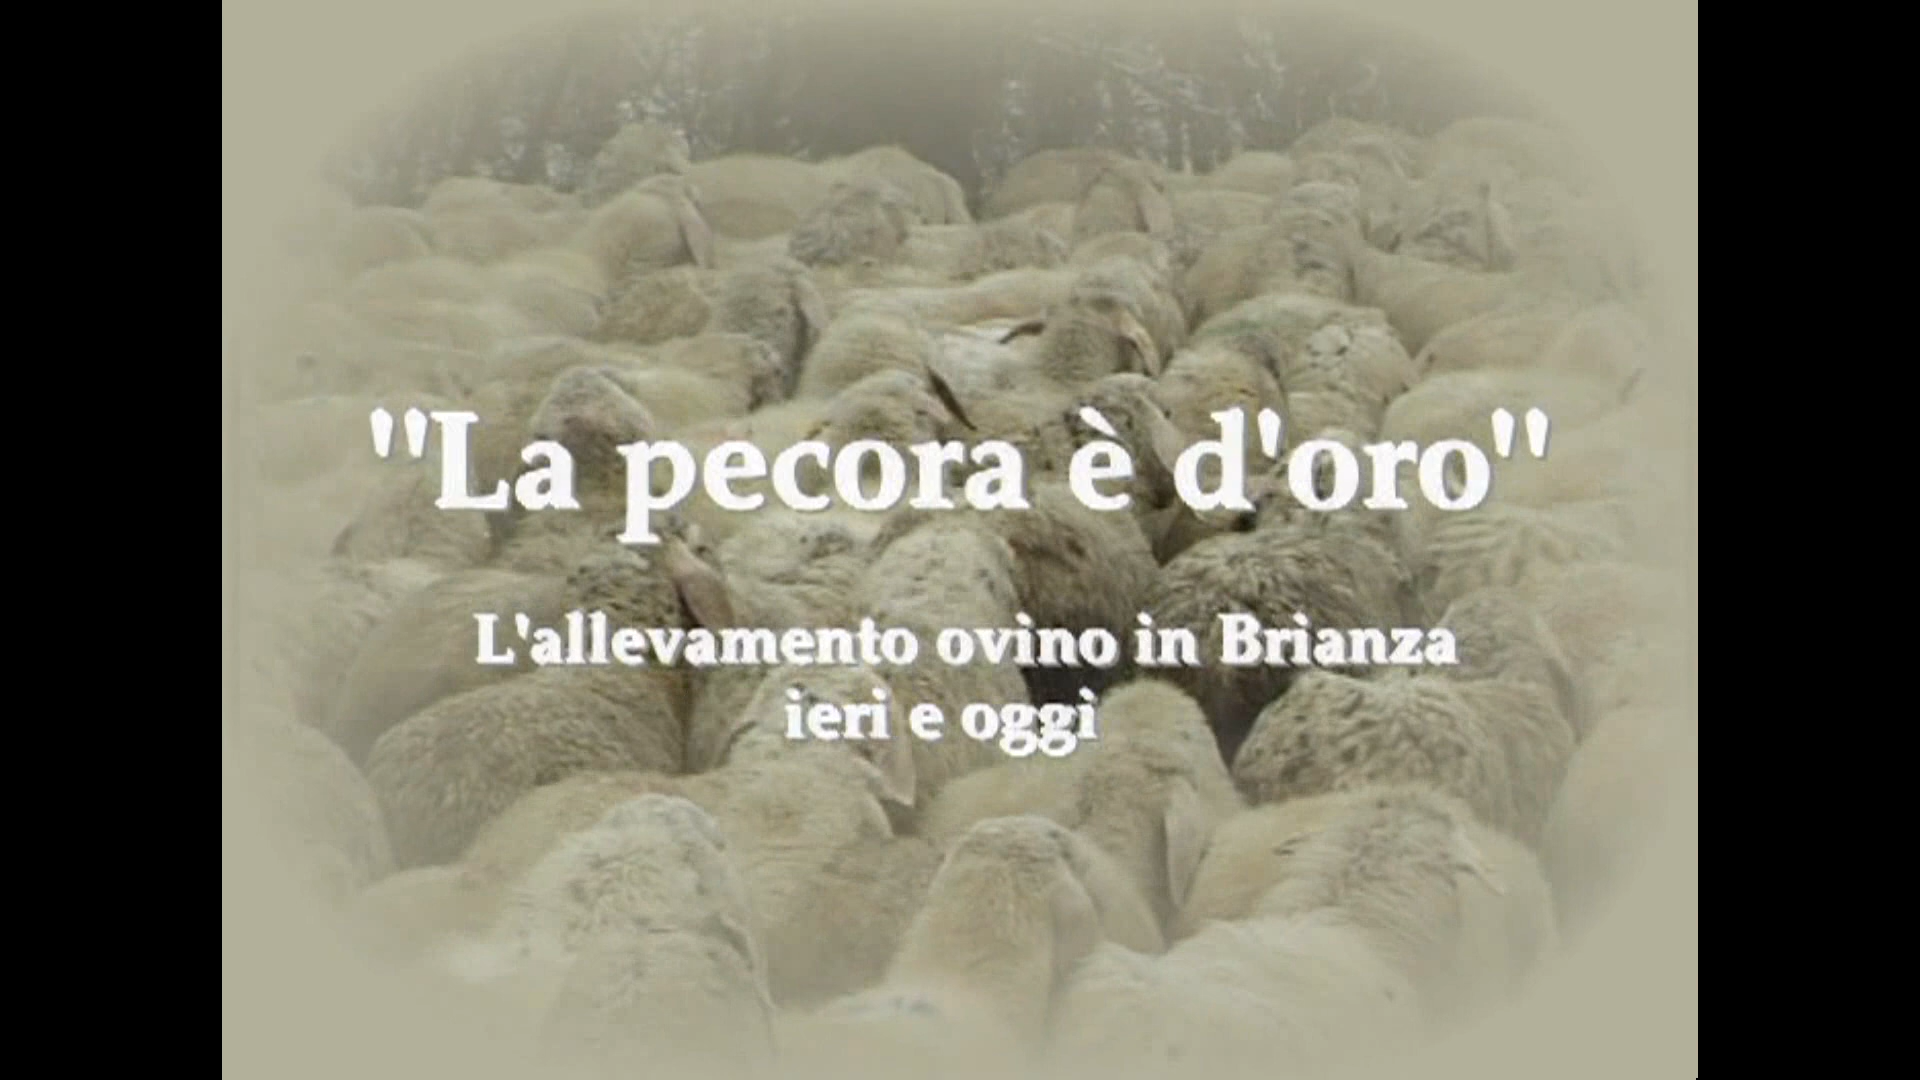 "La pecora è d'oro"
L'allevamento ovino in Brianza
ieri e oggi